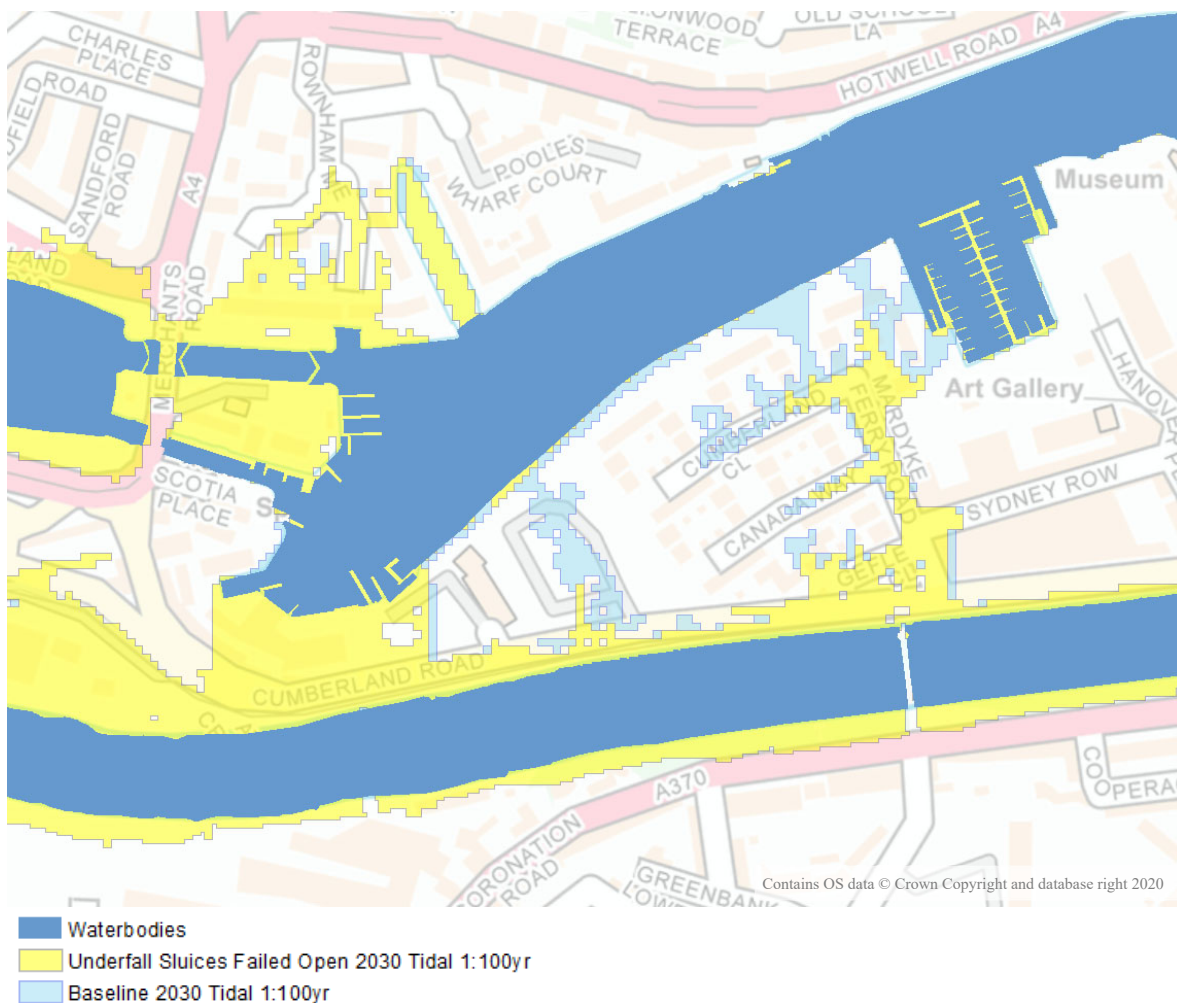 TERRACE
OLD SCHOOL
LA
CHARLES
PLACE
ROAD
HOTWELL ROAD A4
SANDFORD
ROAD
POOLES
WHARF COURT
A4
Museum
MERCHANTS
ROAD
HANOVER
Art Gallery
MARDYKE
FERRY ROAD
CUMBERLAND
CL
SCOTIA
PLACE
CANADA WAY
SYDNEY ROW
GEFLE
CUMBERLAND ROAD
A370
CORONATION
ROAD
GREENBANK
Contains OS data © Crown Copyright and database right 2020
Waterbodies
Underfall Sluices Failed Open 2030 Tidal 1:100yr
Baseline 2030 Tidal 1:100yr